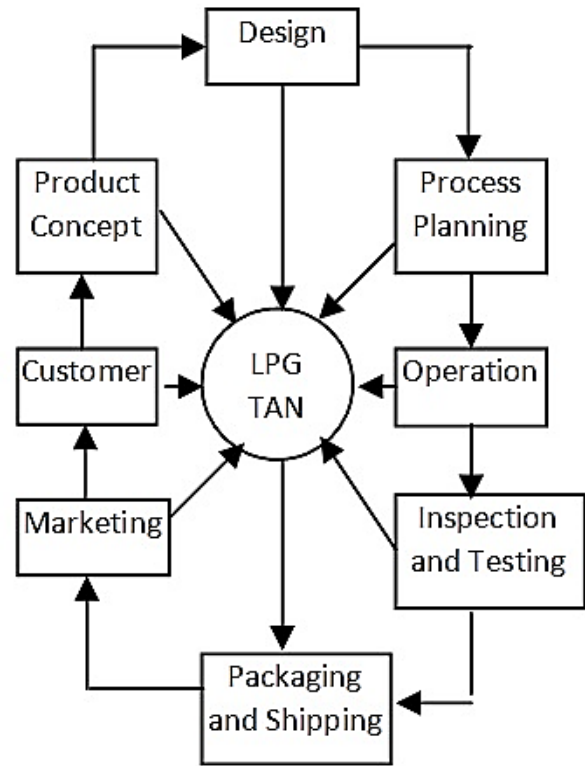 Design
Product
Concept
Process
Planning
LPG
TAN
Customer
Operation
Marketing
Inspection
and Testing
Packaging
and Shipping